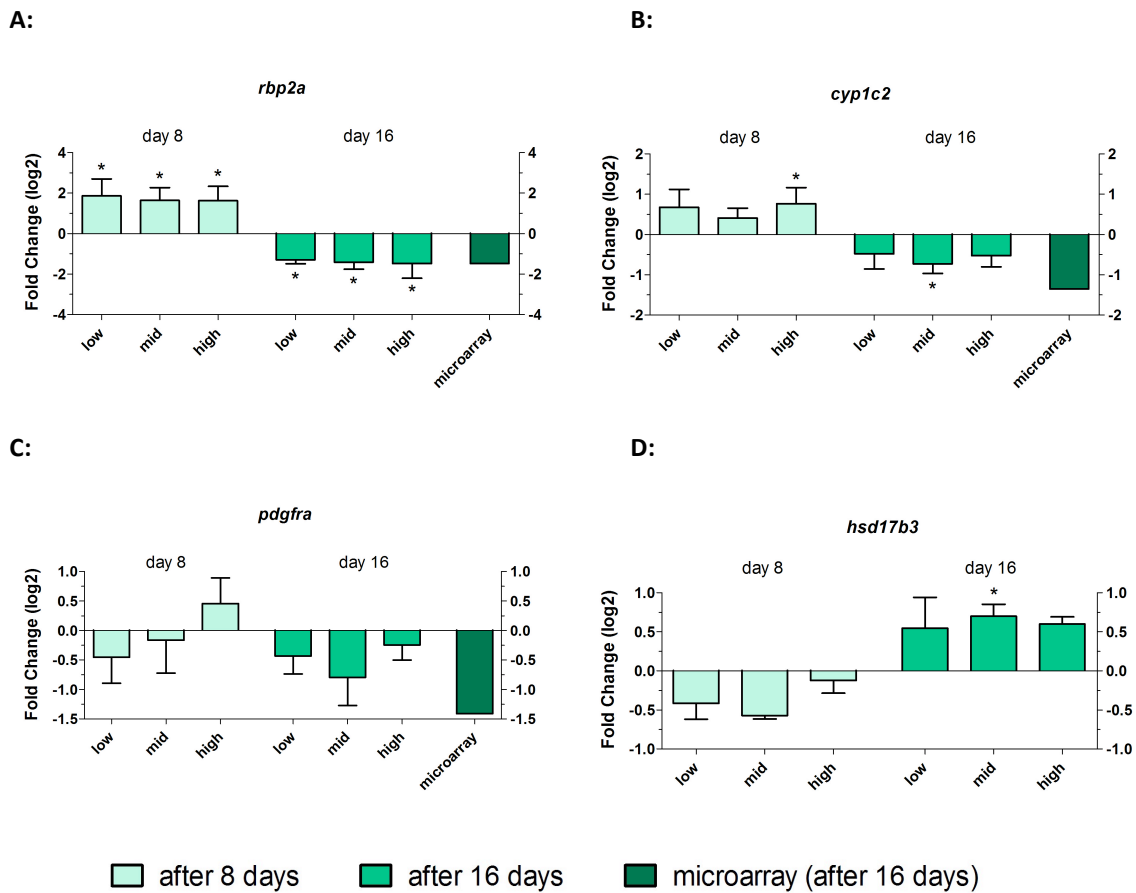 A:
B:
rbp2a
cyp1c2
day 8 day 16
day 8 day 16
Fold Change (log2)
4 2 0 -2 -4
4 2 0 -2 -4
* * *
* * *
low mid high low mid high microarray
Fold Change (log2)
2 1 0 -1 -2
2 1 0 -1 -2
*
*
low mid high low mid high microarray
C:
D:
pdgfra
hsd17b3
day 8 day 16
day 8 day 16
Fold Change (log2)
1.0 0.5 0.0 -0.5 -1.0 -1.5
1.0 0.5 0.0 -0.5 -1.0 -1.5
low mid high low mid high microarray
Fold Change (log2)
1.0 0.5 0.0 -0.5 -1.0
1.0 0.5 0.0 -0.5 -1.0
*
low mid high low mid high
after 8 days after 16 days microarray (after 16 days)